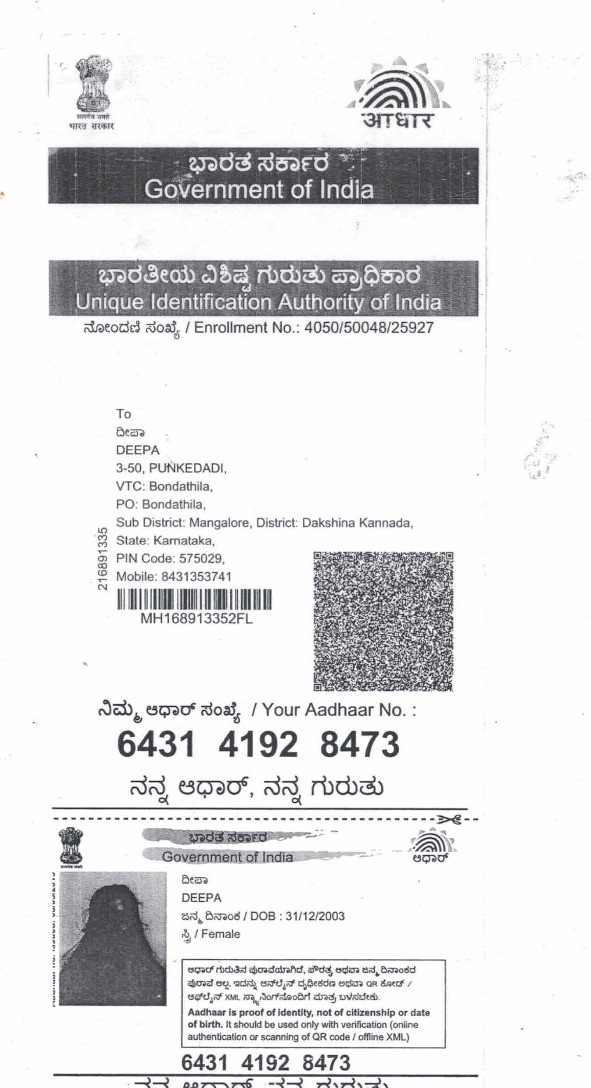 सत्यमेव जयते
भारत सरकार
आधार
ಭಾರತ ಸರ್ಕಾರ
Government of India
ಭಾರತೀಯ ವಿಶಿಷ್ಟ ಗುರುತು ಪ್ರಾಧಿಕಾರ
Unique Identification Authority of India
ನೋಂದಣಿ ಸಂಖ್ಯೆ / Enrollment No.: 4050/50048/25927
To
ದೀಪಾ
DEEPA
3-50, PUNKEDADI,
VTC: Bondathila,
PO: Bondathila,
Sub District: Mangalore, District: Dakshina Kannada,
State: Karnataka,
PIN Code: 575029,
Mobile: 8431353741
216891335
MH168913352FL
ನಿಮ್ಮ ಆಧಾರ್ ಸಂಖ್ಯೆ / Your Aadhaar No. :
6431 4192 8473
ನನ್ನ ಆಧಾರ್, ನನ್ನ ಗುರುತು
ಭಾರತ ಸರ್ಕಾರ
Government of India
ಆಧಾರ್
ದೀಪಾ
DEEPA
ಜನ್ಮ ದಿನಾಂಕ / DOB : 31/12/2003
ಸ್ತ್ರೀ / Female
ಆಧಾರ್ ಗುರುತಿನ ಪುರಾವೆಯಾಗಿದೆ, ಪೌರತ್ವ ಅಥವಾ ಜನ್ಮ ದಿನಾಂಕದ
ಪುರಾವೆ ಅಲ್ಲ. ಇದನ್ನು ಆನ್‌ಲೈನ್ ದೃಢೀಕರಣ ಅಥವಾ QR ಕೋಡ್ /
ಆಫ್‌ಲೈನ್ XML ಸ್ಕ್ಯಾನಿಂಗ್‌ನೊಂದಿಗೆ ಮಾತ್ರ ಬಳಸಬೇಕು.
Aadhaar is proof of identity, not of citizenship or date
of birth. It should be used only with verification (online
authentication or scanning of QR code / offline XML)
6431 4192 8473
ನನ್ನ ಆಧಾರ್, ನನ್ನ ಗುರುತು